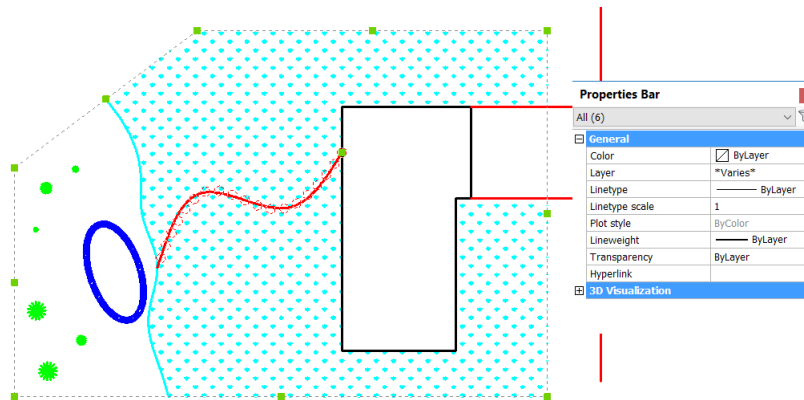 Properties Bar
All (6)
General
Color ByLayer
Layer *Varies*
Linetype ByLayer
Linetype scale 1
Plot style ByColor
Lineweight ByLayer
Transparency ByLayer
Hyperlink
3D Visualization